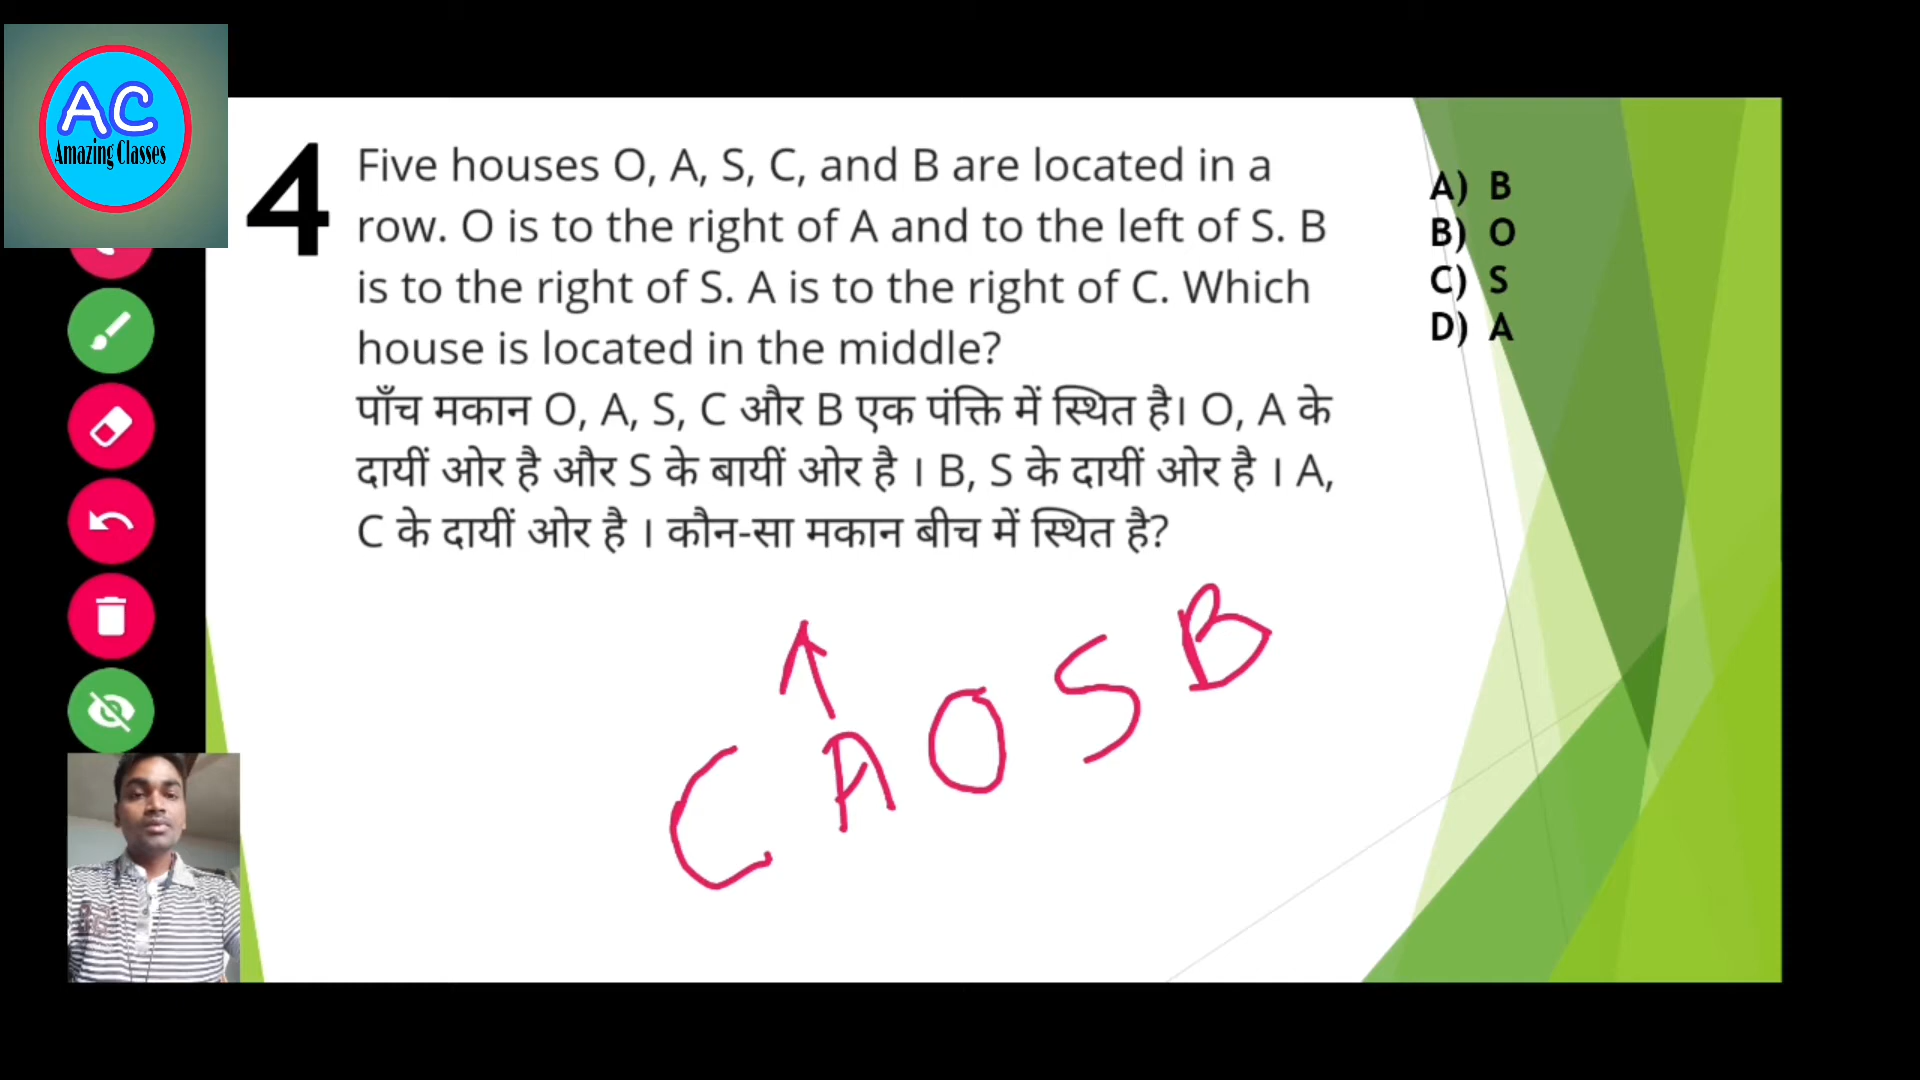 AC
Amazing Classes
4
Five houses O, A, S, C, and B are located in a
row. O is to the right of A and to the left of S. B
is to the right of S. A is to the right of C. Which
house is located in the middle?
पाँच मकान O, A, S, C और B एक पंक्ति में स्थित है। O, A के
दायीं ओर है और S के बायीं ओर है । B, S के दायीं ओर है । A,
C के दायीं ओर है । कौन-सा मकान बीच में स्थित है?
A) B
B) O
C) S
D) A
C A O S B